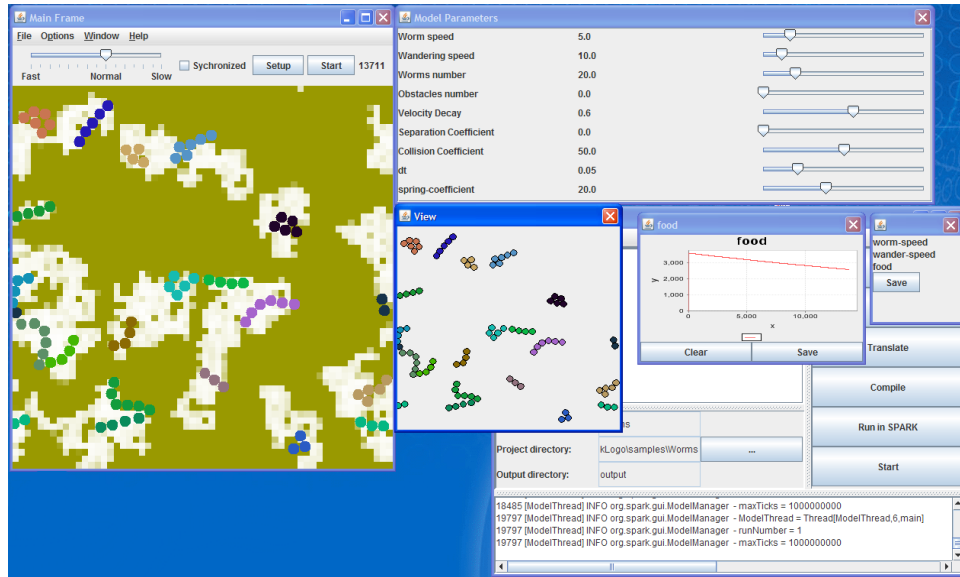 Main Frame
File Options Window Help
Sychronized
Setup
Start
13711
Fast
Normal
Slow
Model Parameters
Worm speed 5.0
Wandering speed 10.0
Worms number 20.0
Obstacles number 0.0
Velocity Decay 0.6
Separation Coefficient 0.0
Collision Coefficient 50.0
dt 0.05
spring-coefficient 20.0
View
food
food
y
3,000
2,000
1,000
0
0
5,000
10,000
x
Clear
Save
worm-speed
wander-speed
food
Save
Translate
Compile
Run in SPARK
Start
Project directory:
kLogo\samples\Worms
...
Output directory:
output
18485 [ModelThread] INFO org.spark.gui.ModelManager - maxTicks = 1000000000
19797 [ModelThread] INFO org.spark.gui.ModelManager - ModelThread = Thread[ModelThread,6,main]
19797 [ModelThread] INFO org.spark.gui.ModelManager - runNumber = 1
19797 [ModelThread] INFO org.spark.gui.ModelManager - maxTicks = 1000000000